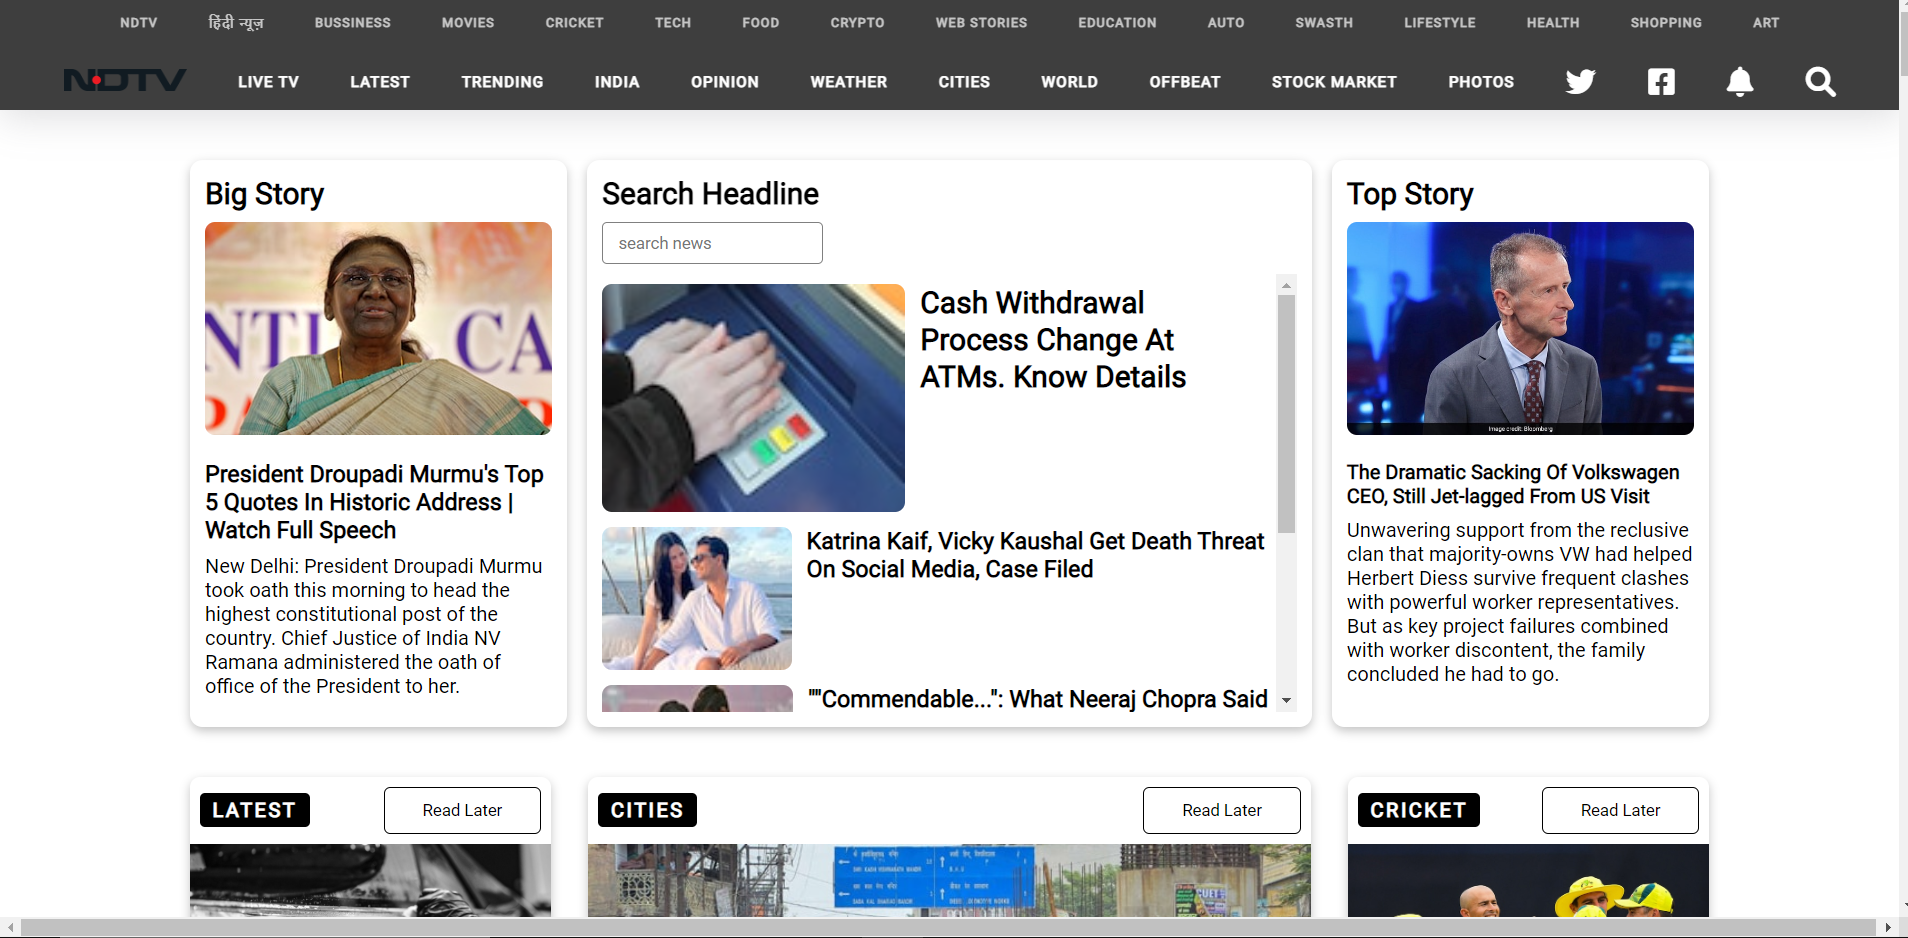 NDTV हिंदी न्यूज़ BUSSINESS MOVIES CRICKET TECH FOOD CRYPTO WEB STORIES EDUCATION AUTO SWASTH LIFESTYLE HEALTH SHOPPING ART
NDTV LIVE TV LATEST TRENDING INDIA OPINION WEATHER CITIES WORLD OFFBEAT STOCK MARKET PHOTOS
Big Story
NTI CA
PA
President Droupadi Murmu's Top
5 Quotes In Historic Address |
Watch Full Speech
New Delhi: President Droupadi Murmu
took oath this morning to head the
highest constitutional post of the
country. Chief Justice of India NV
Ramana administered the oath of
office of the President to her.
Search Headline
search news
Cash Withdrawal
Process Change At
ATMs. Know Details
Katrina Kaif, Vicky Kaushal Get Death Threat
On Social Media, Case Filed
""Commendable...": What Neeraj Chopra Said
Top Story
Image credit: Bloomberg
The Dramatic Sacking Of Volkswagen
CEO, Still Jet-lagged From US Visit
Unwavering support from the reclusive
clan that majority-owns VW had helped
Herbert Diess survive frequent clashes
with powerful worker representatives.
But as key project failures combined
with worker discontent, the family
concluded he had to go.
LATEST Read Later
CITIES Read Later
CRICKET Read Later
CUET